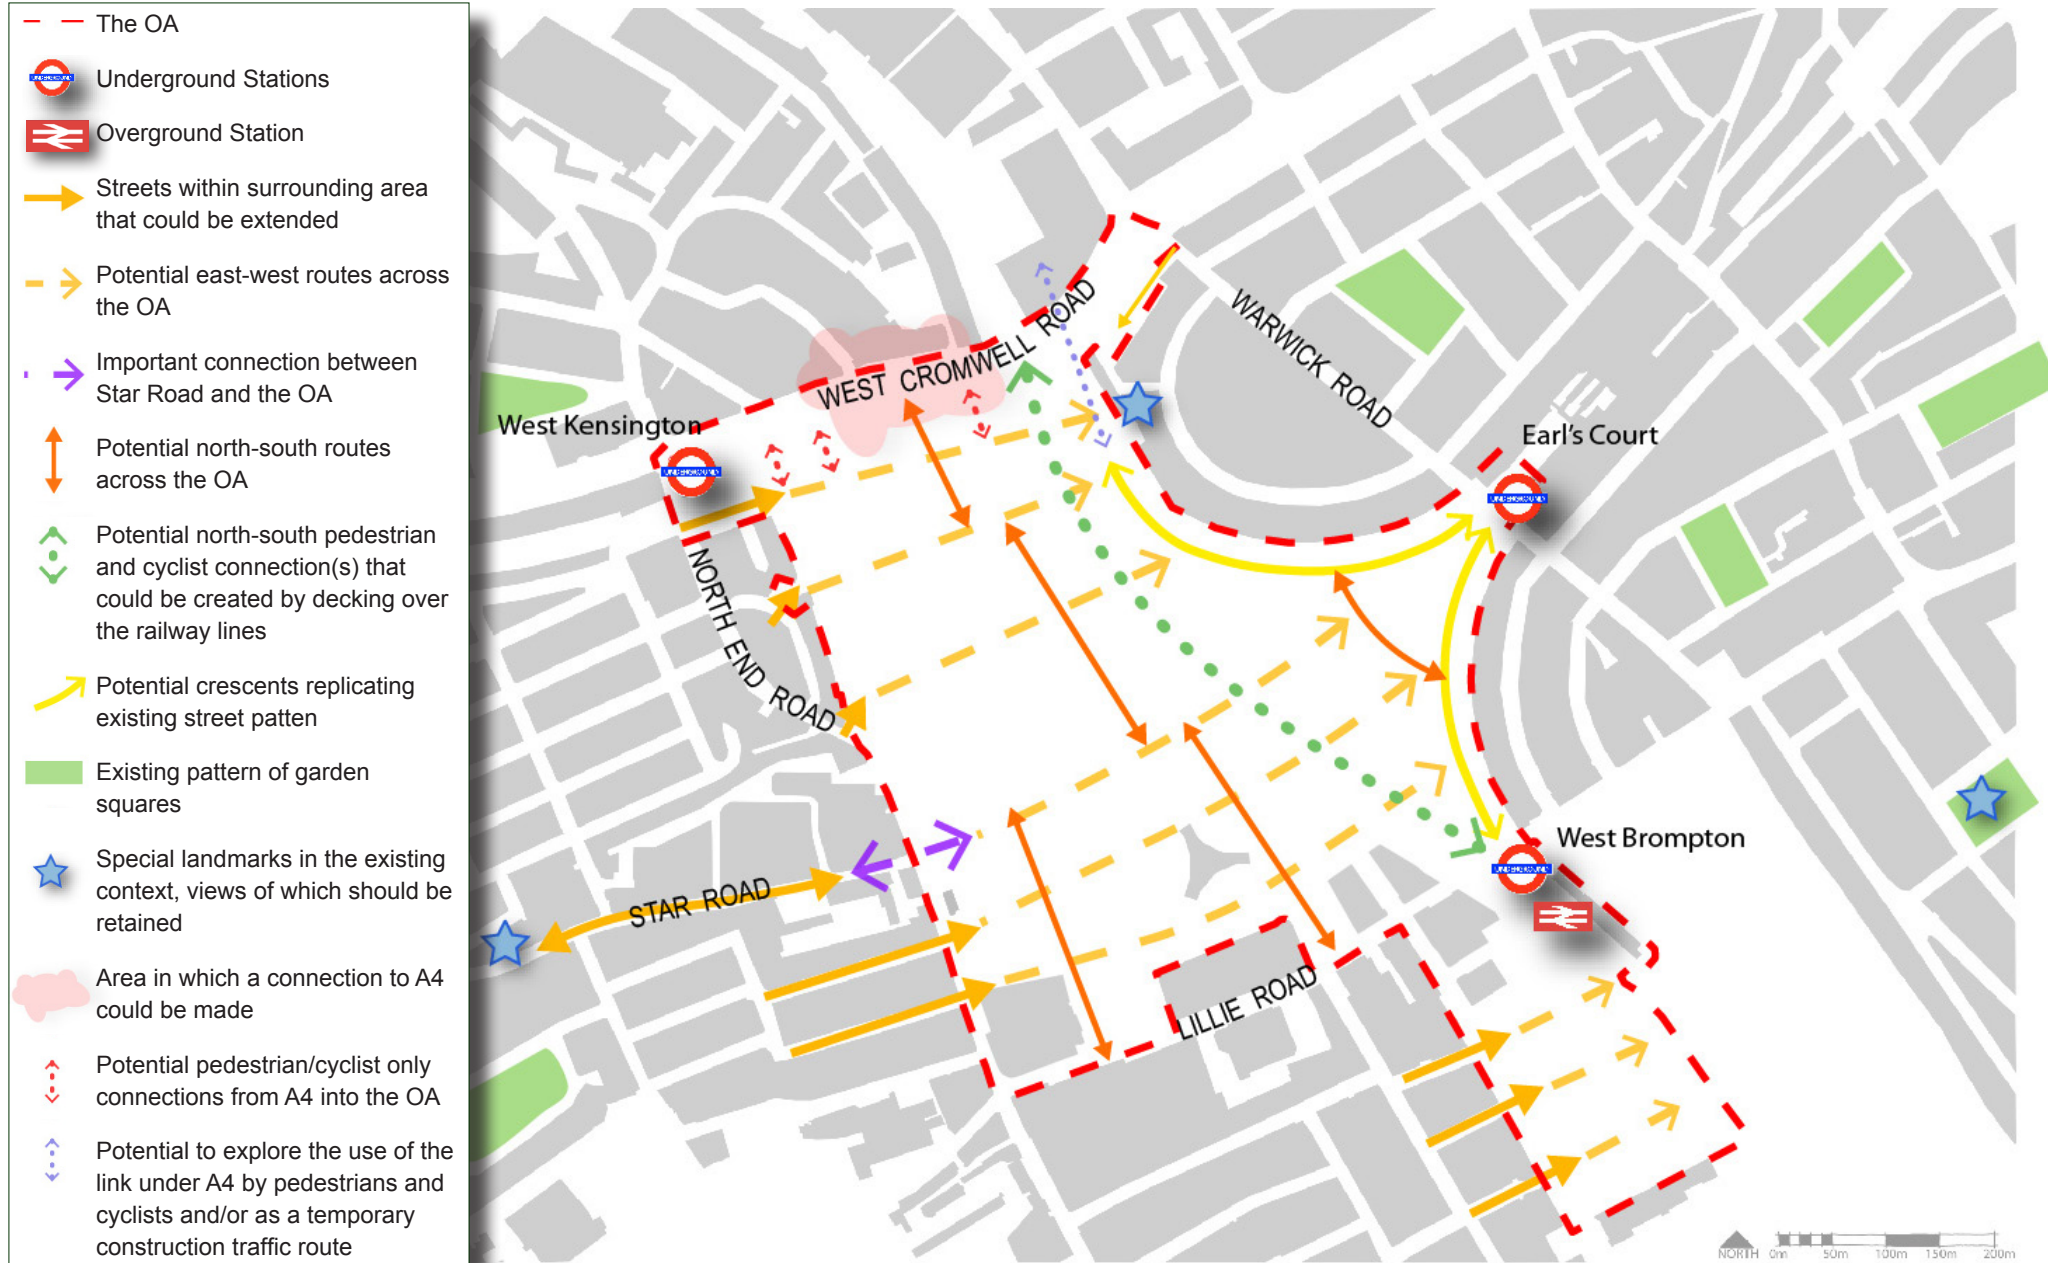 The OA
Underground Stations
Overground Station
Streets within surrounding area
that could be extended
Potential east-west routes across
the OA
Important connection between
Star Road and the OA
Potential north-south routes
across the OA
Potential north-south pedestrian
and cyclist connection(s) that
could be created by decking over
the railway lines
Potential crescents replicating
existing street patten
Existing pattern of garden
squares
Special landmarks in the existing
context, views of which should be
retained
Area in which a connection to A4
could be made
Potential pedestrian/cyclist only
connections from A4 into the OA
Potential to explore the use of the
link under A4 by pedestrians and
cyclists and/or as a temporary
construction traffic route
WEST CROMWELL ROAD
WARWICK ROAD
West Kensington
Earl's Court
NORTH END ROAD
West Brompton
STAR ROAD
LILLIE ROAD
NORTH
0m 50m 100m 150m 200m